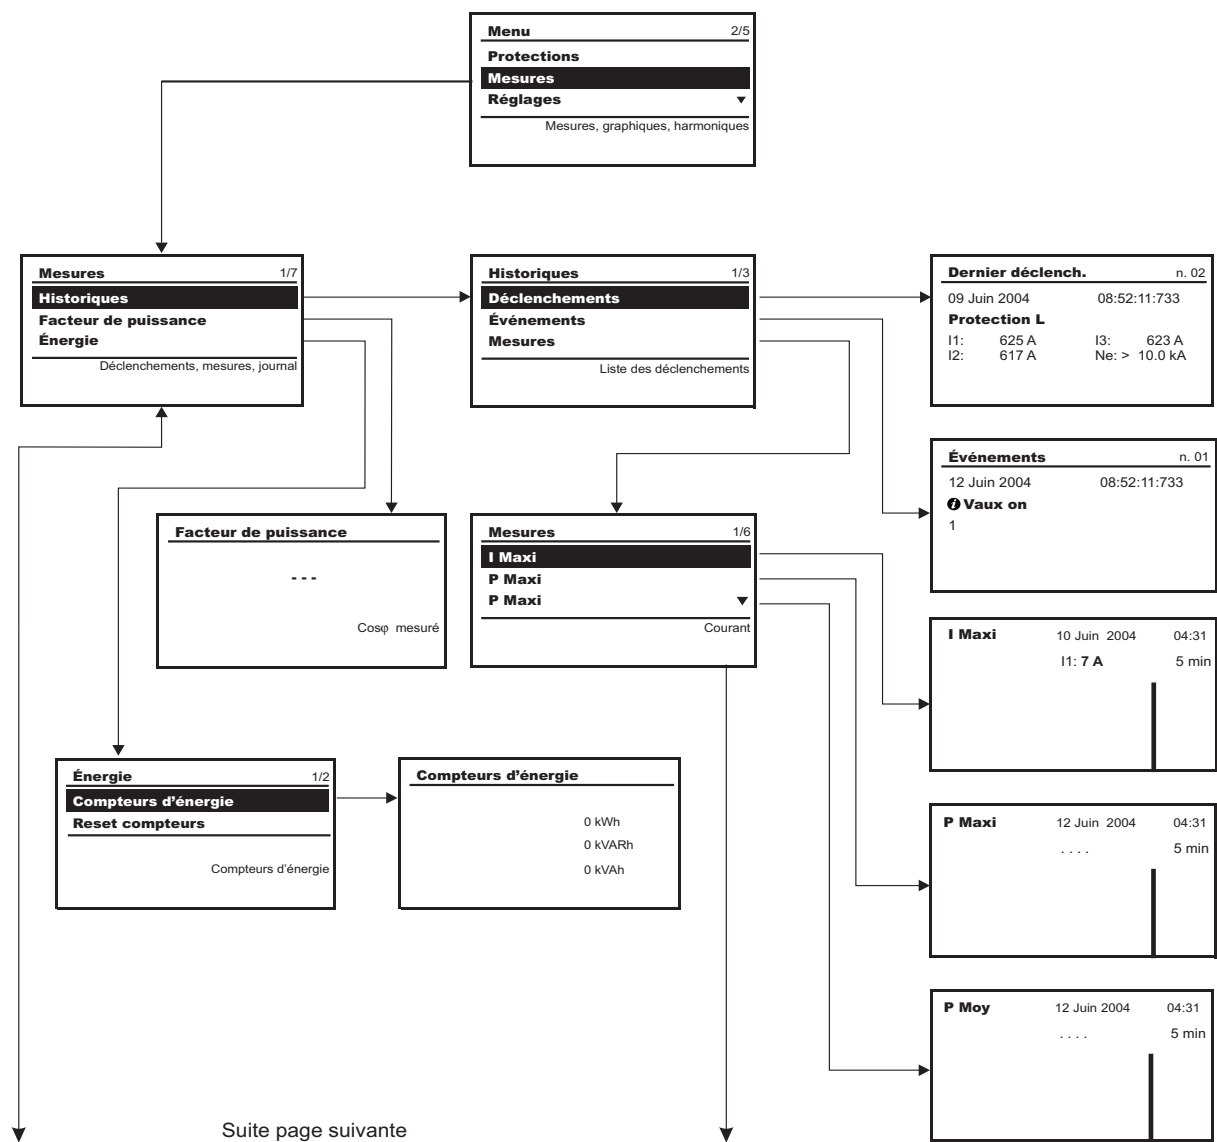 Menu 2/5
Protections
Mesures
Réglages ▼
Mesures, graphiques, harmoniques
Mesures 1/7
Historiques
Facteur de puissance
Énergie
Déclenchements, mesures, journal
Historiques 1/3
Déclenchements
Événements
Mesures
Liste des déclenchements
Dernier déclench. n. 02
09 Juin 2004 08:52:11:733
Protection L
I1: 625 A I3: 623 A
I2: 617 A Ne: > 10.0 kA
Événements n. 01
12 Juin 2004 08:52:11:733
i Vaux on
1
Facteur de puissance
- - -
Cosφ mesuré
Mesures 1/6
I Maxi
P Maxi
P Maxi ▼
Courant
I Maxi 10 Juin 2004 04:31
I1: 7 A 5 min
Énergie 1/2
Compteurs d'énergie
Reset compteurs
Compteurs d'énergie
Compteurs d'énergie
0 kWh
0 kVARh
0 kVAh
P Maxi 12 Juin 2004 04:31
. . . . 5 min
P Moy 12 Juin 2004 04:31
. . . . 5 min
Suite page suivante